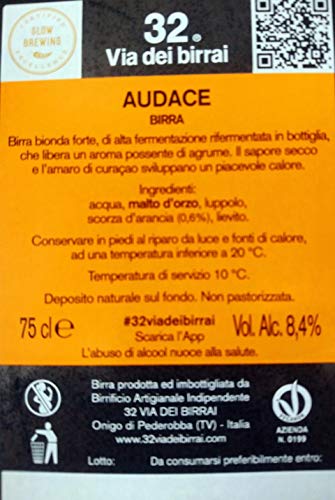 CERTIFIED
SLOW
BREWING
EXCELLENCE
32®
Via dei birrai
AUDACE
BIRRA
Birra bionda forte, di alta fermentazione rifermentata in bottiglia,
che libera un aroma possente di agrume. Il sapore secco
e l'amaro di curaçao sviluppano un piacevole calore.
Ingredienti:
acqua, malto d'orzo, luppolo,
scorza d'arancia (0,6%), lievito.
Conservare in piedi al riparo da luce e fonti di calore,
ad una temperatura inferiore a 20 °C.
Temperatura di servizio 10 °C.
Deposito naturale sul fondo. Non pastorizzata.
75 cl e
#32viadeibirrai
Scarica l'App
Vol. Alc. 8,4%
L'abuso di alcool nuoce alla salute.
Birra prodotta ed imbottigliata da
Birrificio Artigianale Indipendente
32 VIA DEI BIRRAI
Onigo di Pederobba (TV) - Italia
www.32viadeibirrai.com
AZIENDA
N. 0199
Lotto:
Da consumarsi preferibilmente entro: